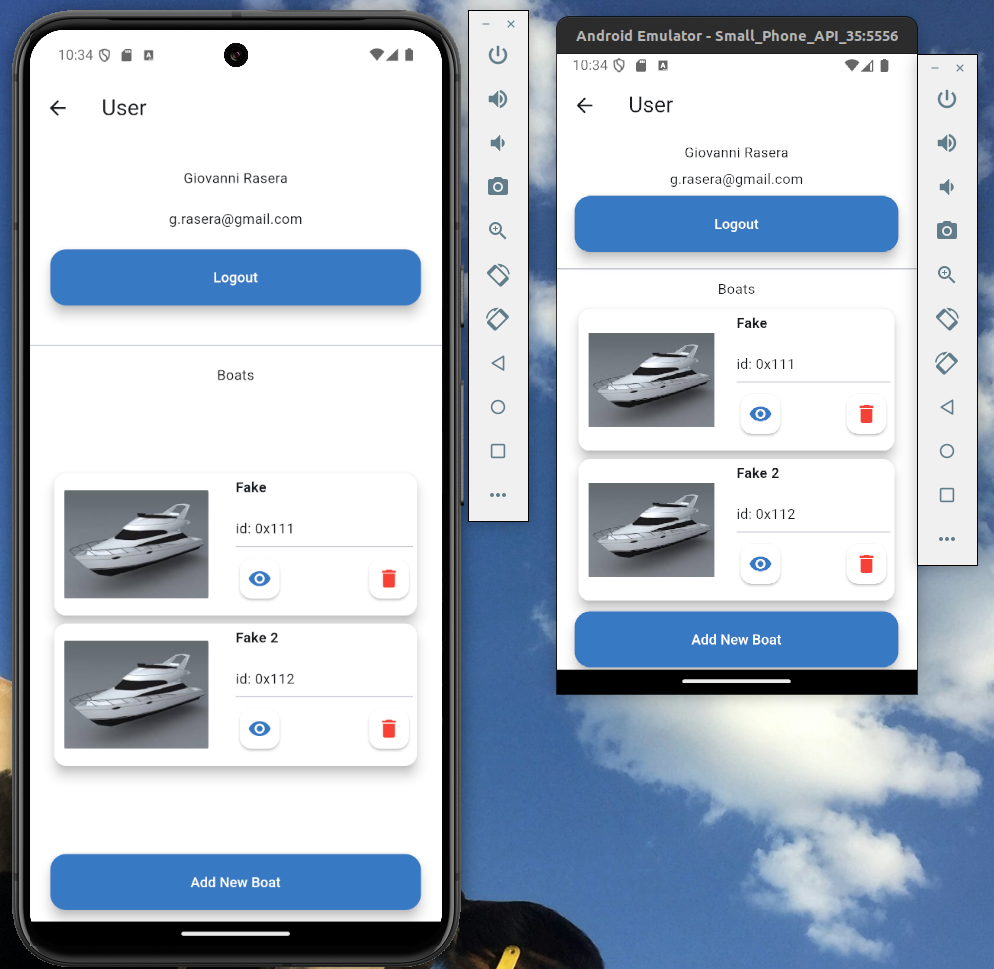 10:34
User
Giovanni Rasera
g.rasera@gmail.com
Logout
Boats
Fake
id: 0x111
Fake 2
id: 0x112
Add New Boat
Android Emulator - Small_Phone_API_35:5556
10:34
User
Giovanni Rasera
g.rasera@gmail.com
Logout
Boats
Fake
id: 0x111
Fake 2
id: 0x112
Add New Boat